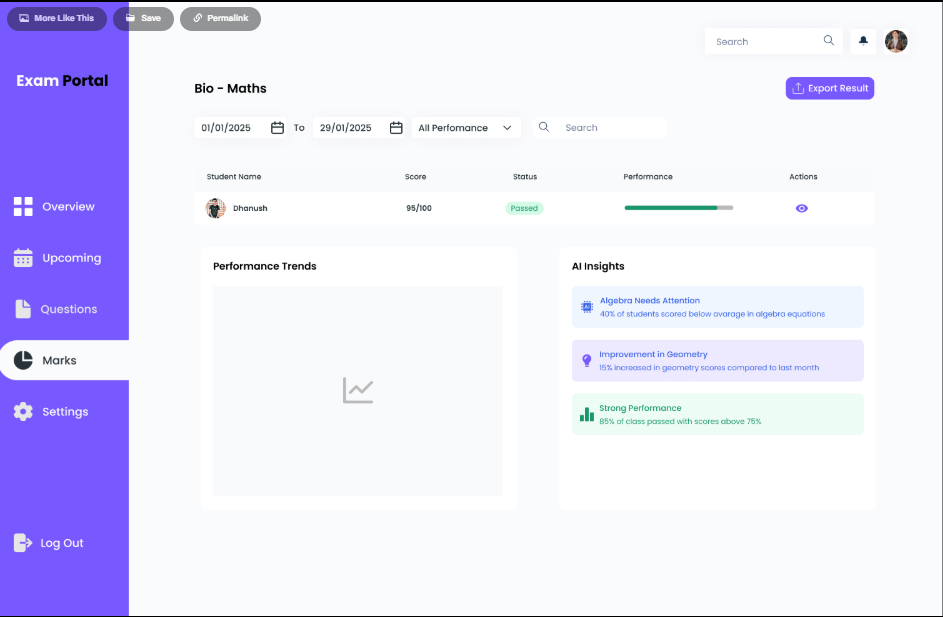 More Like This
Save
Permalink
Search
Exam Portal
Bio - Maths
Export Result
01/01/2025
To
29/01/2025
All Perfomance
Search
Student Name
Score
Status
Performance
Actions
Dhanush
95/100
Passed
Overview
Upcoming
Questions
Marks
Settings
Log Out
Performance Trends
AI Insights
AI
Algebra Needs Attention
40% of students scored below avarage in algebra equations
Improvement in Geometry
15% increased in geometry scores compared to last month
Strong Performance
85% of class passed with scores above 75%